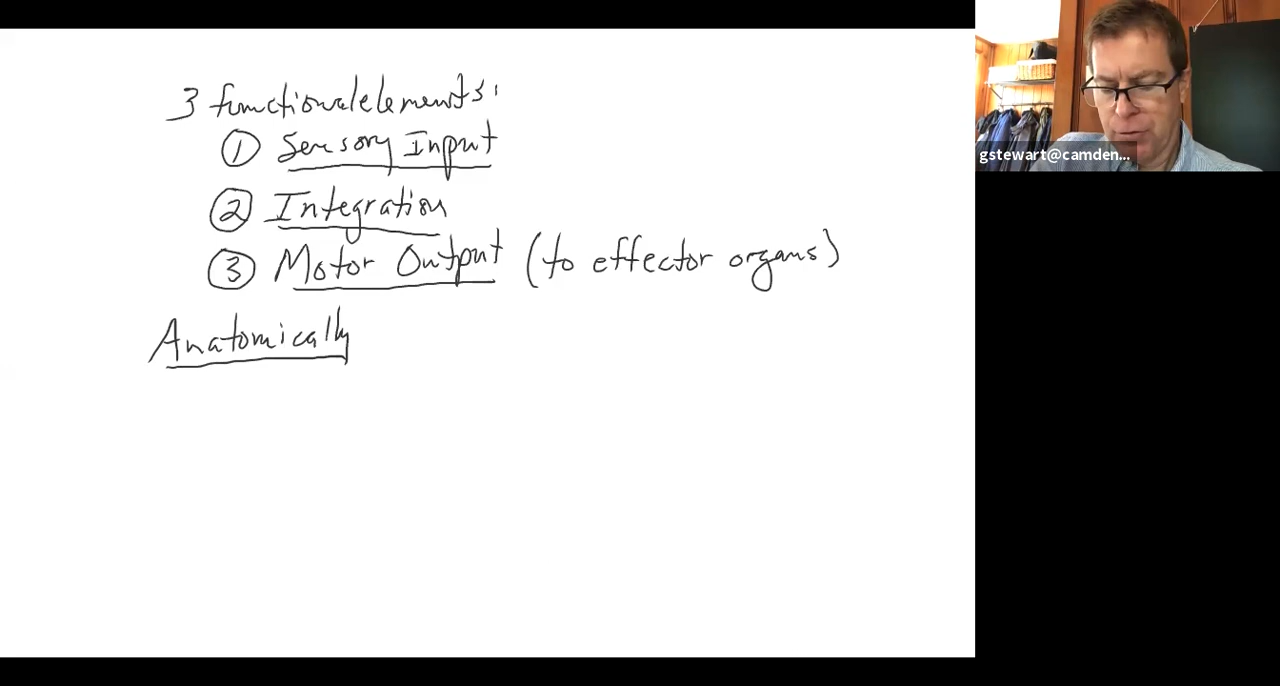 3 functional elements:
① Sensory Input
② Integration
③ Motor Output (to effector organs)
Anatomically
gstewart@camden...